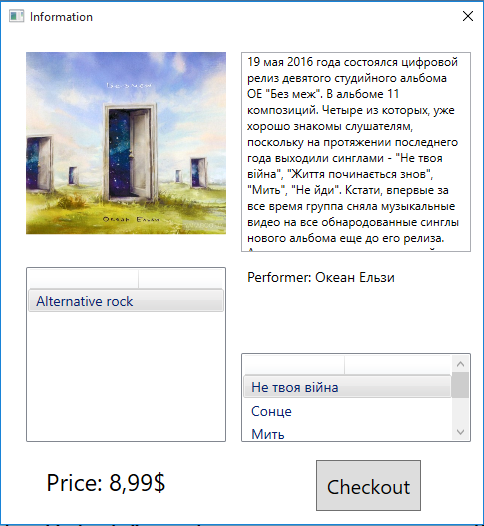 Information
Без меж
Океан Ельзи
19 мая 2016 года состоялся цифровой
релиз девятого студийного альбома
ОЕ "Без меж". В альбоме 11
композиций. Четыре из которых, уже
хорошо знакомы слушателям,
поскольку на протяжении последнего
года выходили синглами - "Не твоя
війна", "Життя починається знов",
"Мить", "Не йди". Кстати, впервые за
все время группа сняла музыкальные
видео на все обнародованные синглы
нового альбома еще до его релиза.
Performer: Океан Ельзи
Alternative rock
Не твоя війна
Сонце
Мить
Price: 8,99$
Checkout